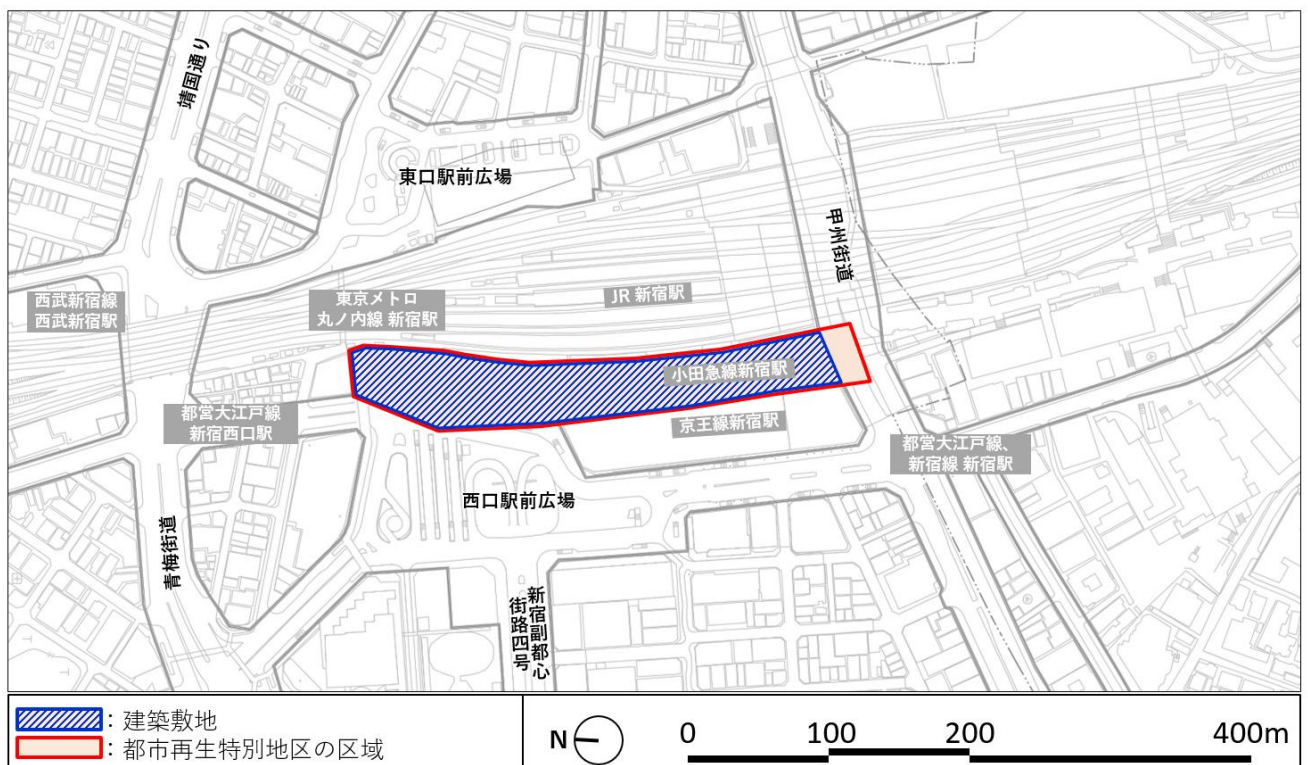 靖国通り
東口駅前広場
甲州街道
西武新宿線
西武新宿駅
東京メトロ
丸ノ内線 新宿駅
JR 新宿駅
小田急線新宿駅
都営大江戸線
新宿西口駅
京王線新宿駅
都営大江戸線、
新宿線 新宿駅
西口駅前広場
青梅街道
新宿副都心
街路四号
：建築敷地
：都市再生特別地区の区域
N
0 100 200 400m